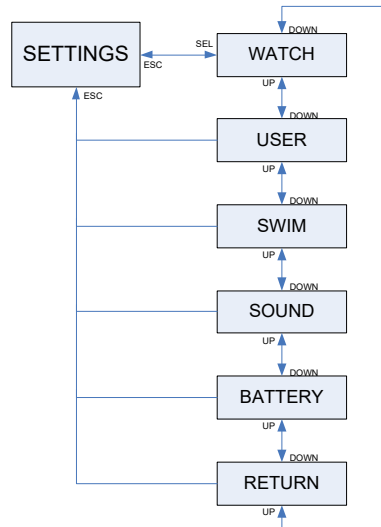 DOWN
SETTINGS
SEL
WATCH
ESC
UP
ESC
DOWN
USER
UP
DOWN
SWIM
UP
DOWN
SOUND
UP
DOWN
BATTERY
UP
DOWN
RETURN
UP